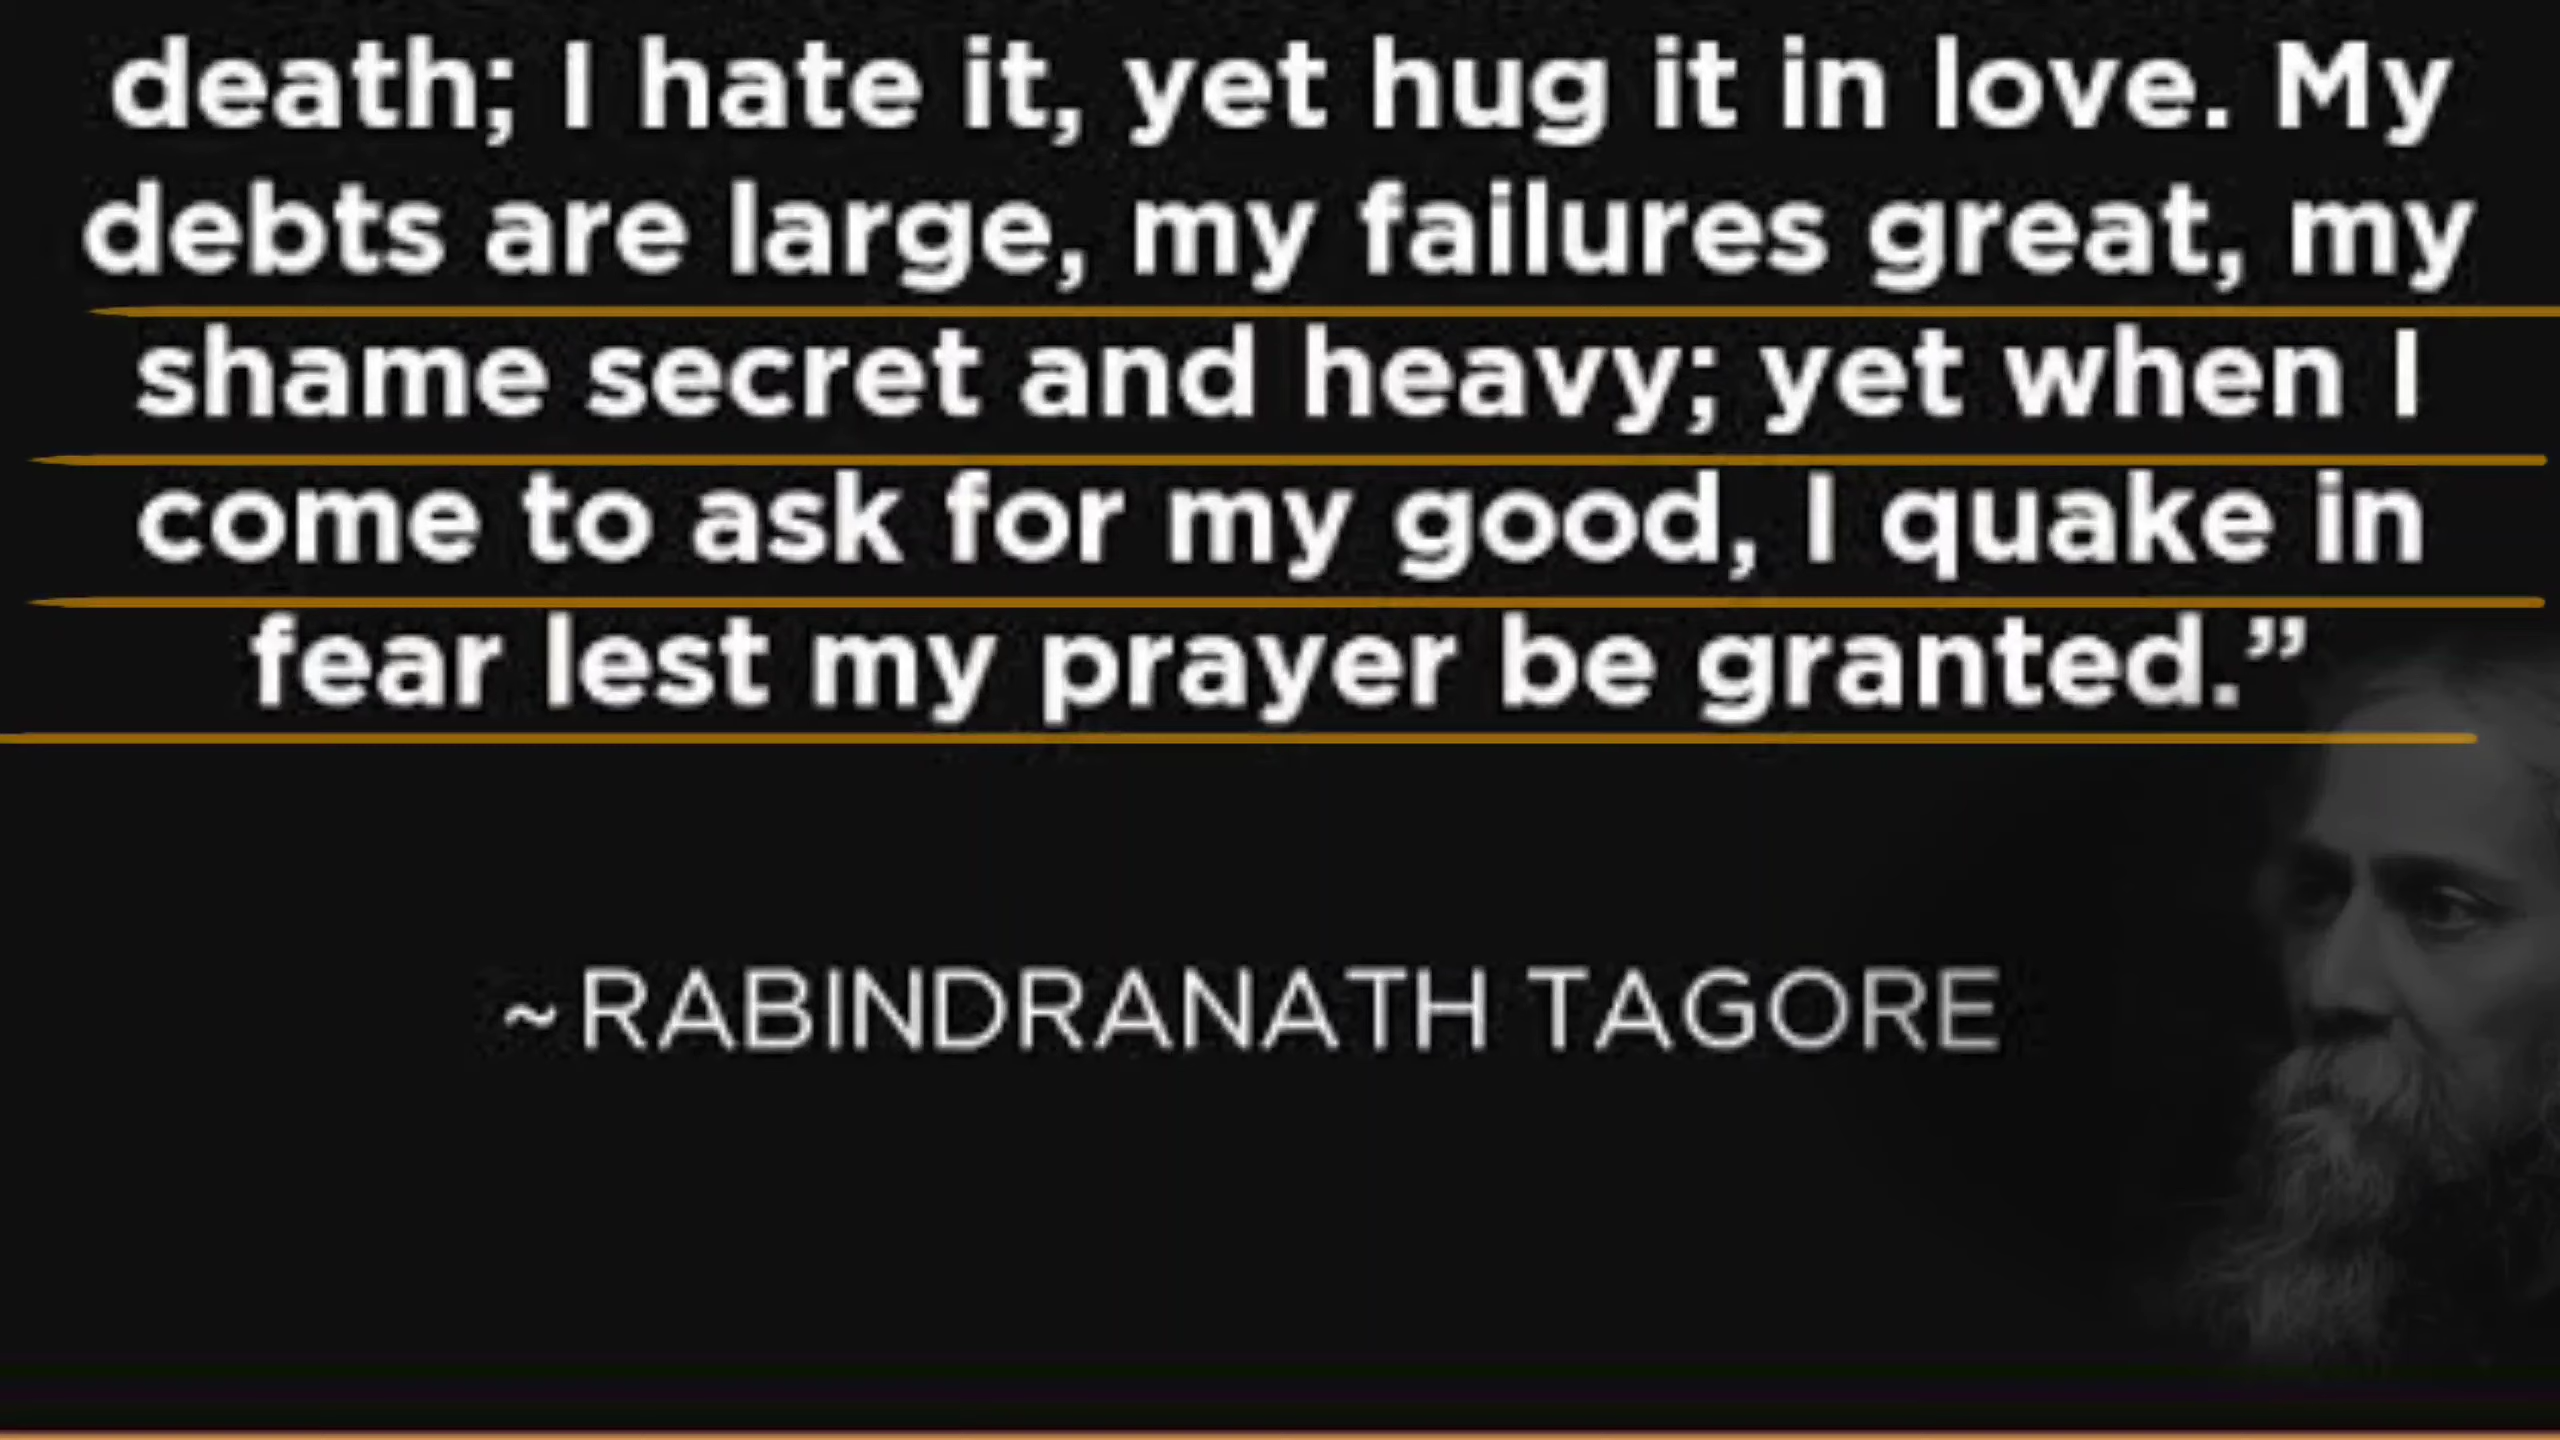 death; I hate it, yet hug it in love. My
debts are large, my failures great, my
shame secret and heavy; yet when I
come to ask for my good, I quake in
fear lest my prayer be granted.”
~RABINDRANATH TAGORE